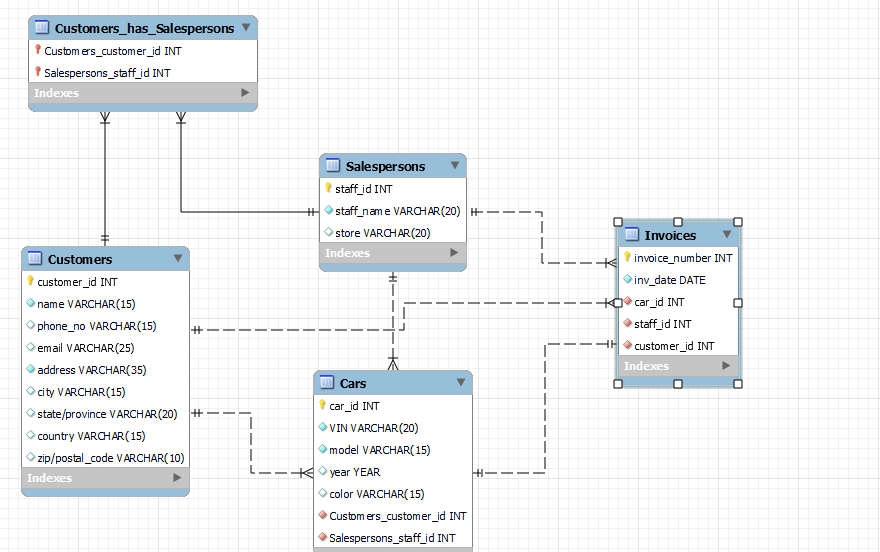 Customers_has_Salespersons
Customers_customer_id INT
Salespersons_staff_id INT
Indexes
Salespersons
staff_id INT
staff_name VARCHAR(20)
store VARCHAR(20)
Indexes
Invoices
invoice_number INT
inv_date DATE
car_id INT
staff_id INT
customer_id INT
Indexes
Customers
customer_id INT
name VARCHAR(15)
phone_no VARCHAR(15)
email VARCHAR(25)
address VARCHAR(35)
city VARCHAR(15)
state/province VARCHAR(20)
country VARCHAR(15)
zip/postal_code VARCHAR(10)
Indexes
Cars
car_id INT
VIN VARCHAR(20)
model VARCHAR(15)
year YEAR
color VARCHAR(15)
Customers_customer_id INT
Salespersons_staff_id INT